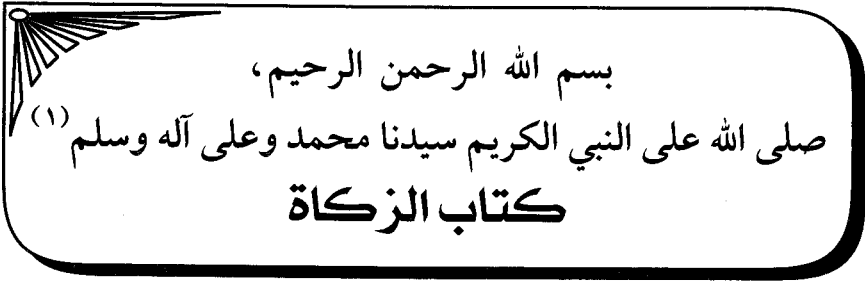 بسم الله الرحمن الرحيم،
صلى الله على النبي الكريم سيدنا محمد وعلى آله وسلم(١)
كتاب الزكاة